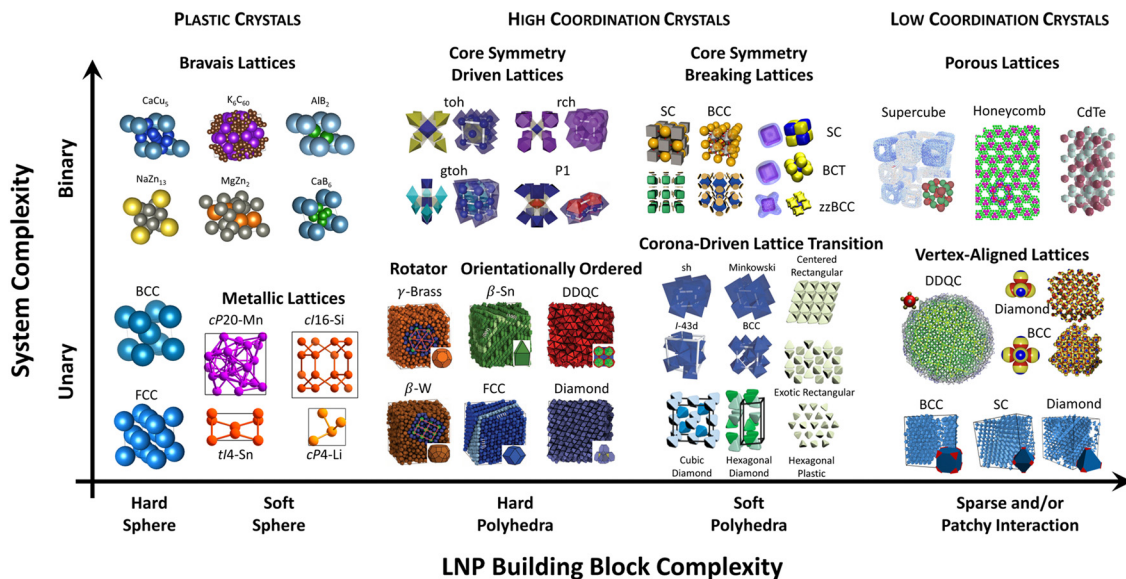 PLASTIC CRYSTALS
HIGH COORDINATION CRYSTALS
LOW COORDINATION CRYSTALS
Bravais Lattices
Core Symmetry
Driven Lattices
Core Symmetry
Breaking Lattices
Porous Lattices
CaCu₅
K₆C₆₀
AlB₂
NaZn₁₃
MgZn₂
CaB₆
toh
rch
gtoh
P1
SC
BCC
SC
BCT
zzBCC
Supercube
Honeycomb
CdTe
System Complexity
Binary
Unary
BCC
FCC
Metallic Lattices
cP20-Mn
cI16-Si
tI4-Sn
cP4-Li
Rotator
Orientationally Ordered
γ-Brass
β-Sn
DDQC
β-W
FCC
Diamond
Corona-Driven Lattice Transition
sh
Minkowski
Centered
Rectangular
I-43d
BCC
Exotic Rectangular
Cubic
Diamond
Hexagonal
Diamond
Hexagonal
Plastic
Vertex-Aligned Lattices
DDQC
Diamond
BCC
BCC
SC
Diamond
Hard
Sphere
Soft
Sphere
Hard
Polyhedra
Soft
Polyhedra
Sparse and/or
Patchy Interaction
LNP Building Block Complexity